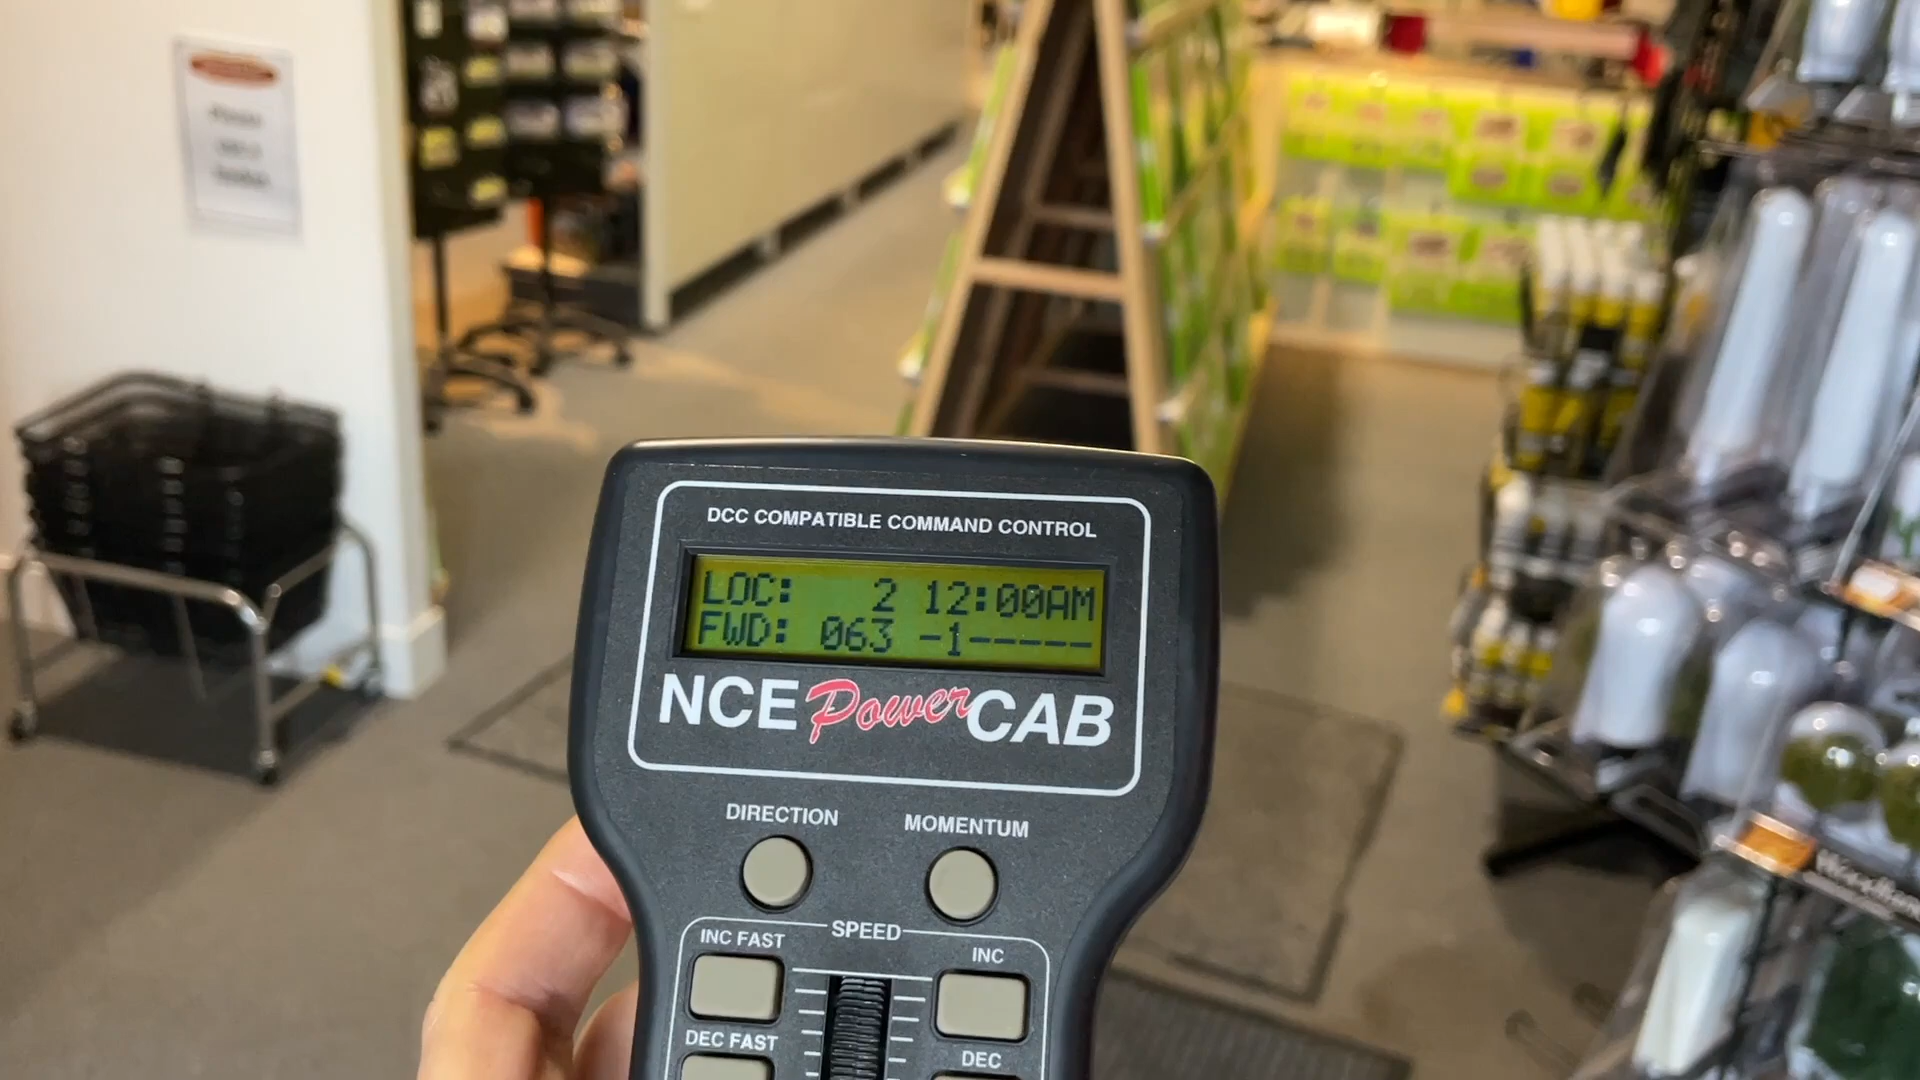 DCC COMPATIBLE COMMAND CONTROL
LOC: 2 12:00AM
FWD: 063 -1-----
NCE Power CAB
DIRECTION MOMENTUM
SPEED
INC FAST INC
DEC FAST DEC